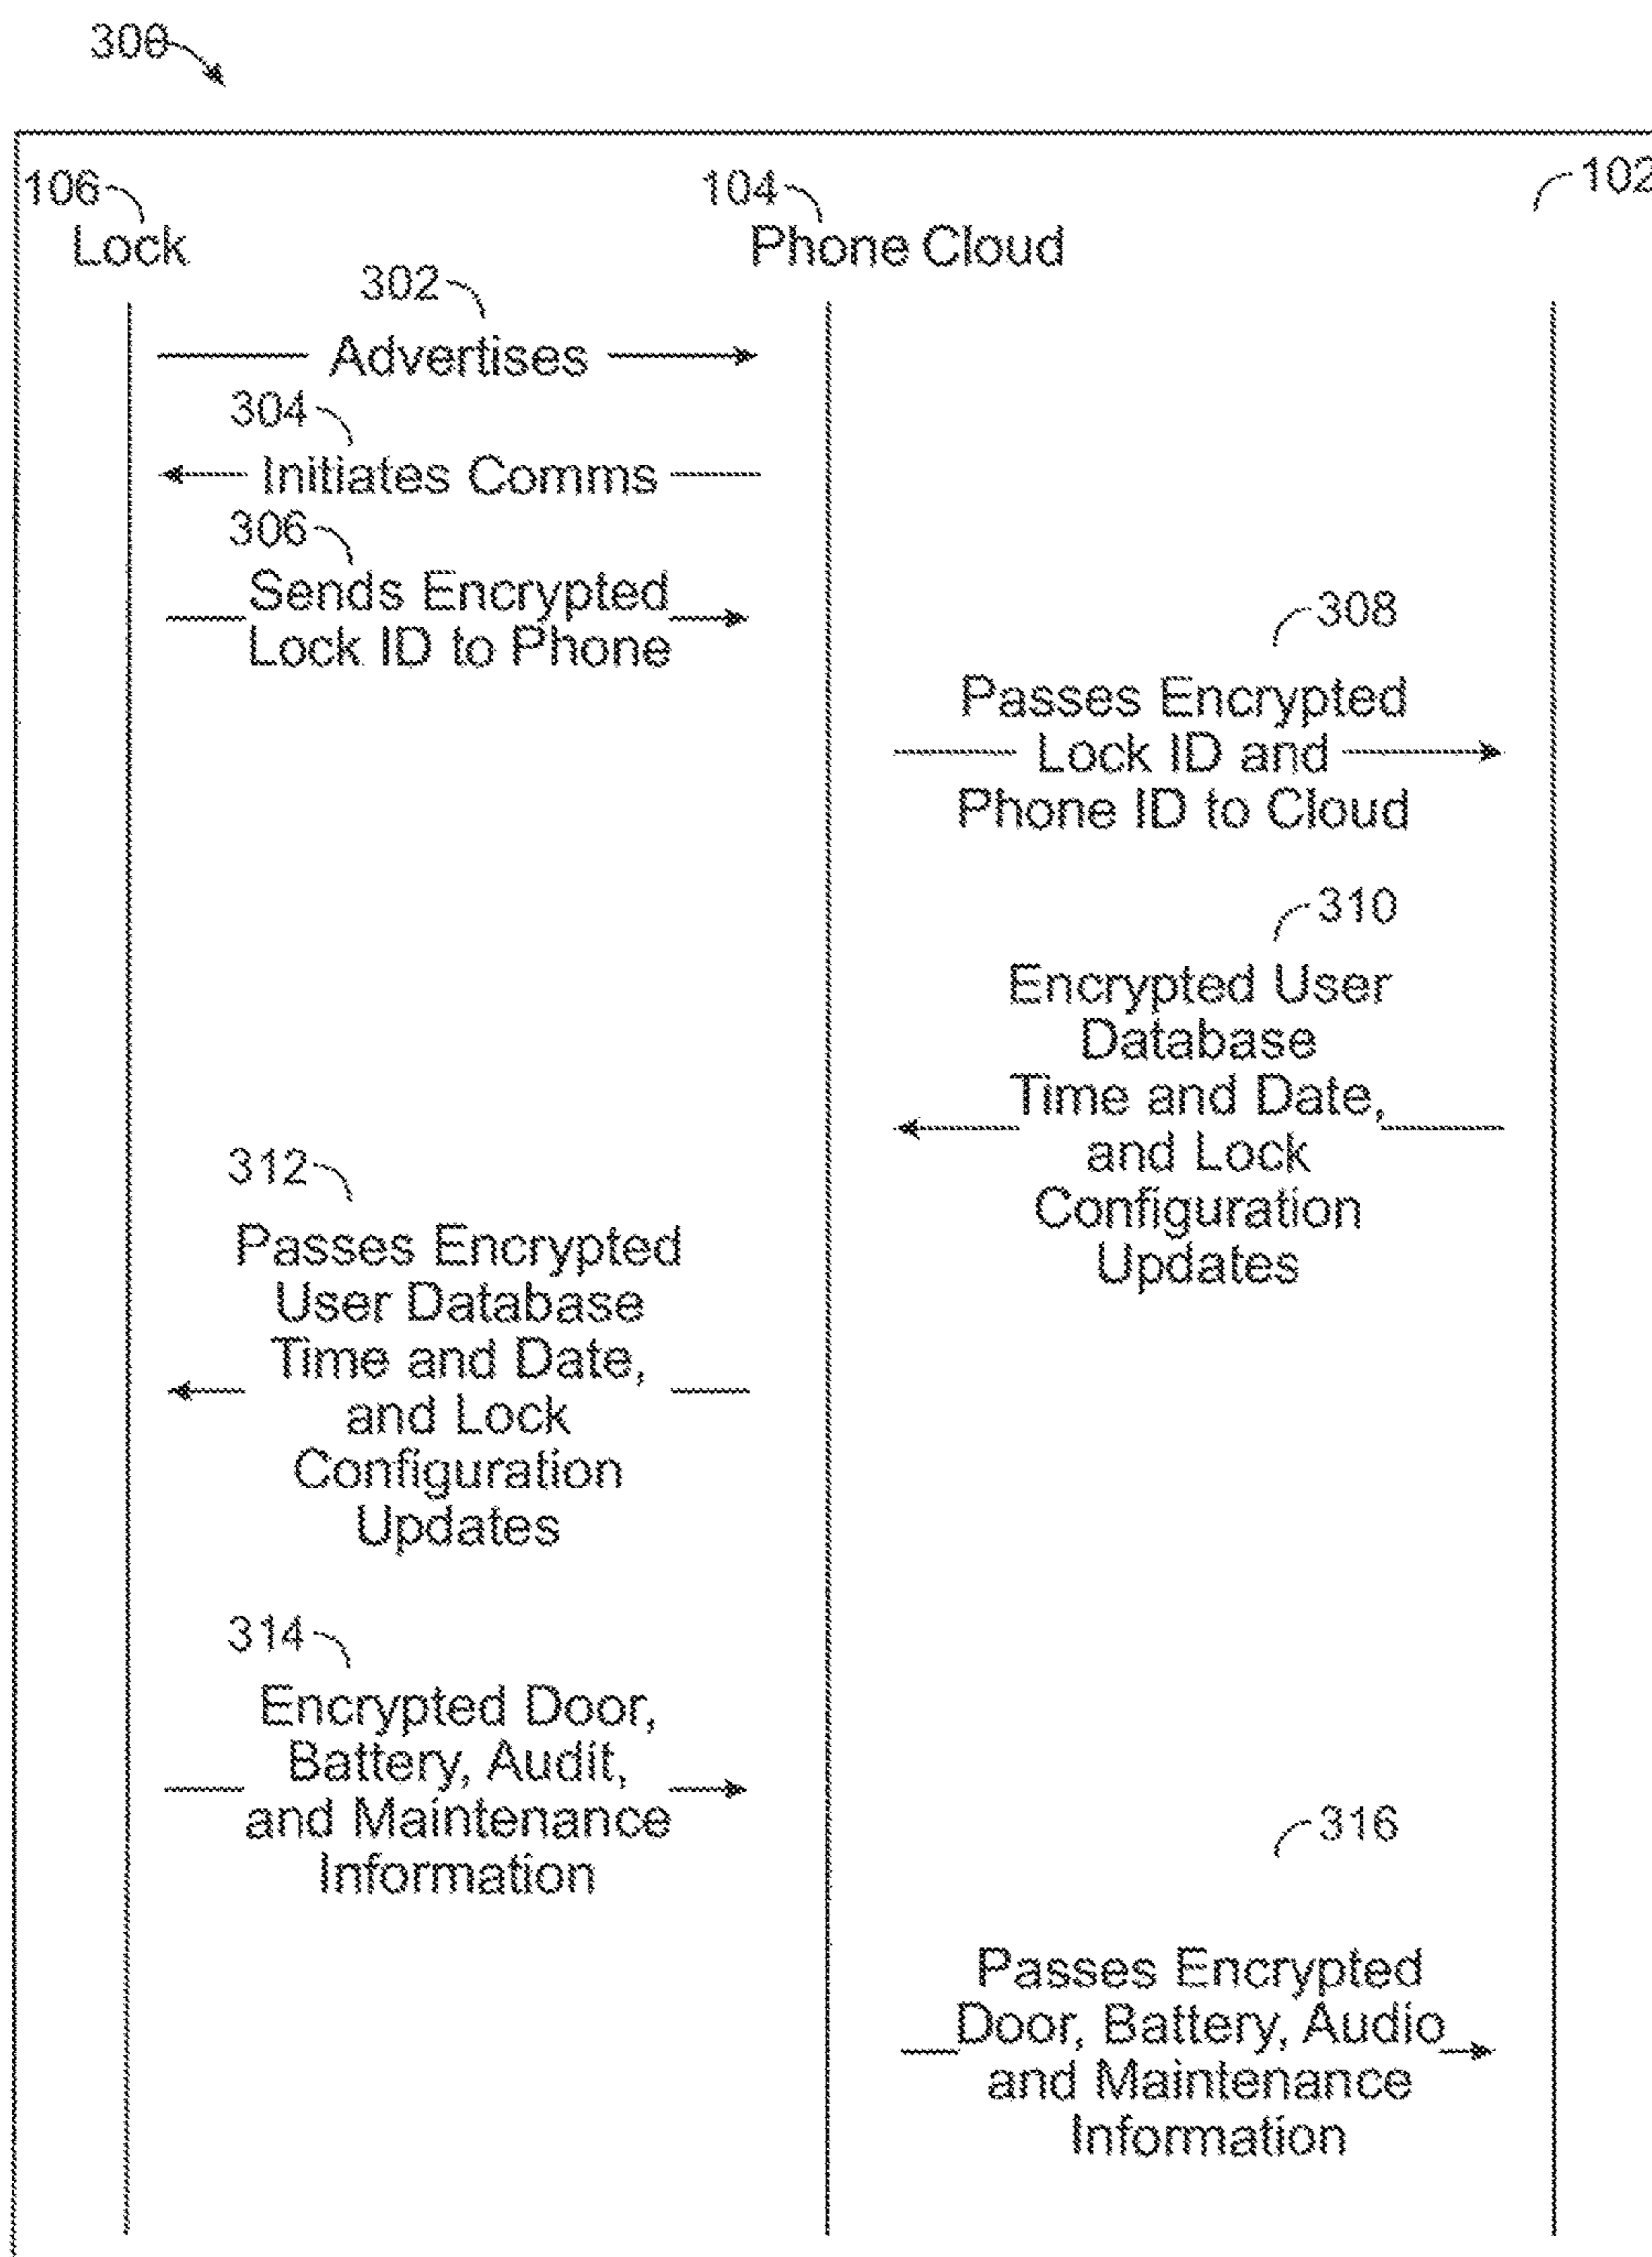 300
106
104
102
Lock
Phone Cloud
302
Advertises
304
Initiates Comms
306
Sends Encrypted
Lock ID to Phone
308
Passes Encrypted
Lock ID and
Phone ID to Cloud
310
Encrypted User
Database
Time and Date,
and Lock
Configuration
Updates
312
Passes Encrypted
User Database
Time and Date,
and Lock
Configuration
Updates
314
Encrypted Door,
Battery, Audit,
and Maintenance
Information
316
Passes Encrypted
Door, Battery, Audio
and Maintenance
Information